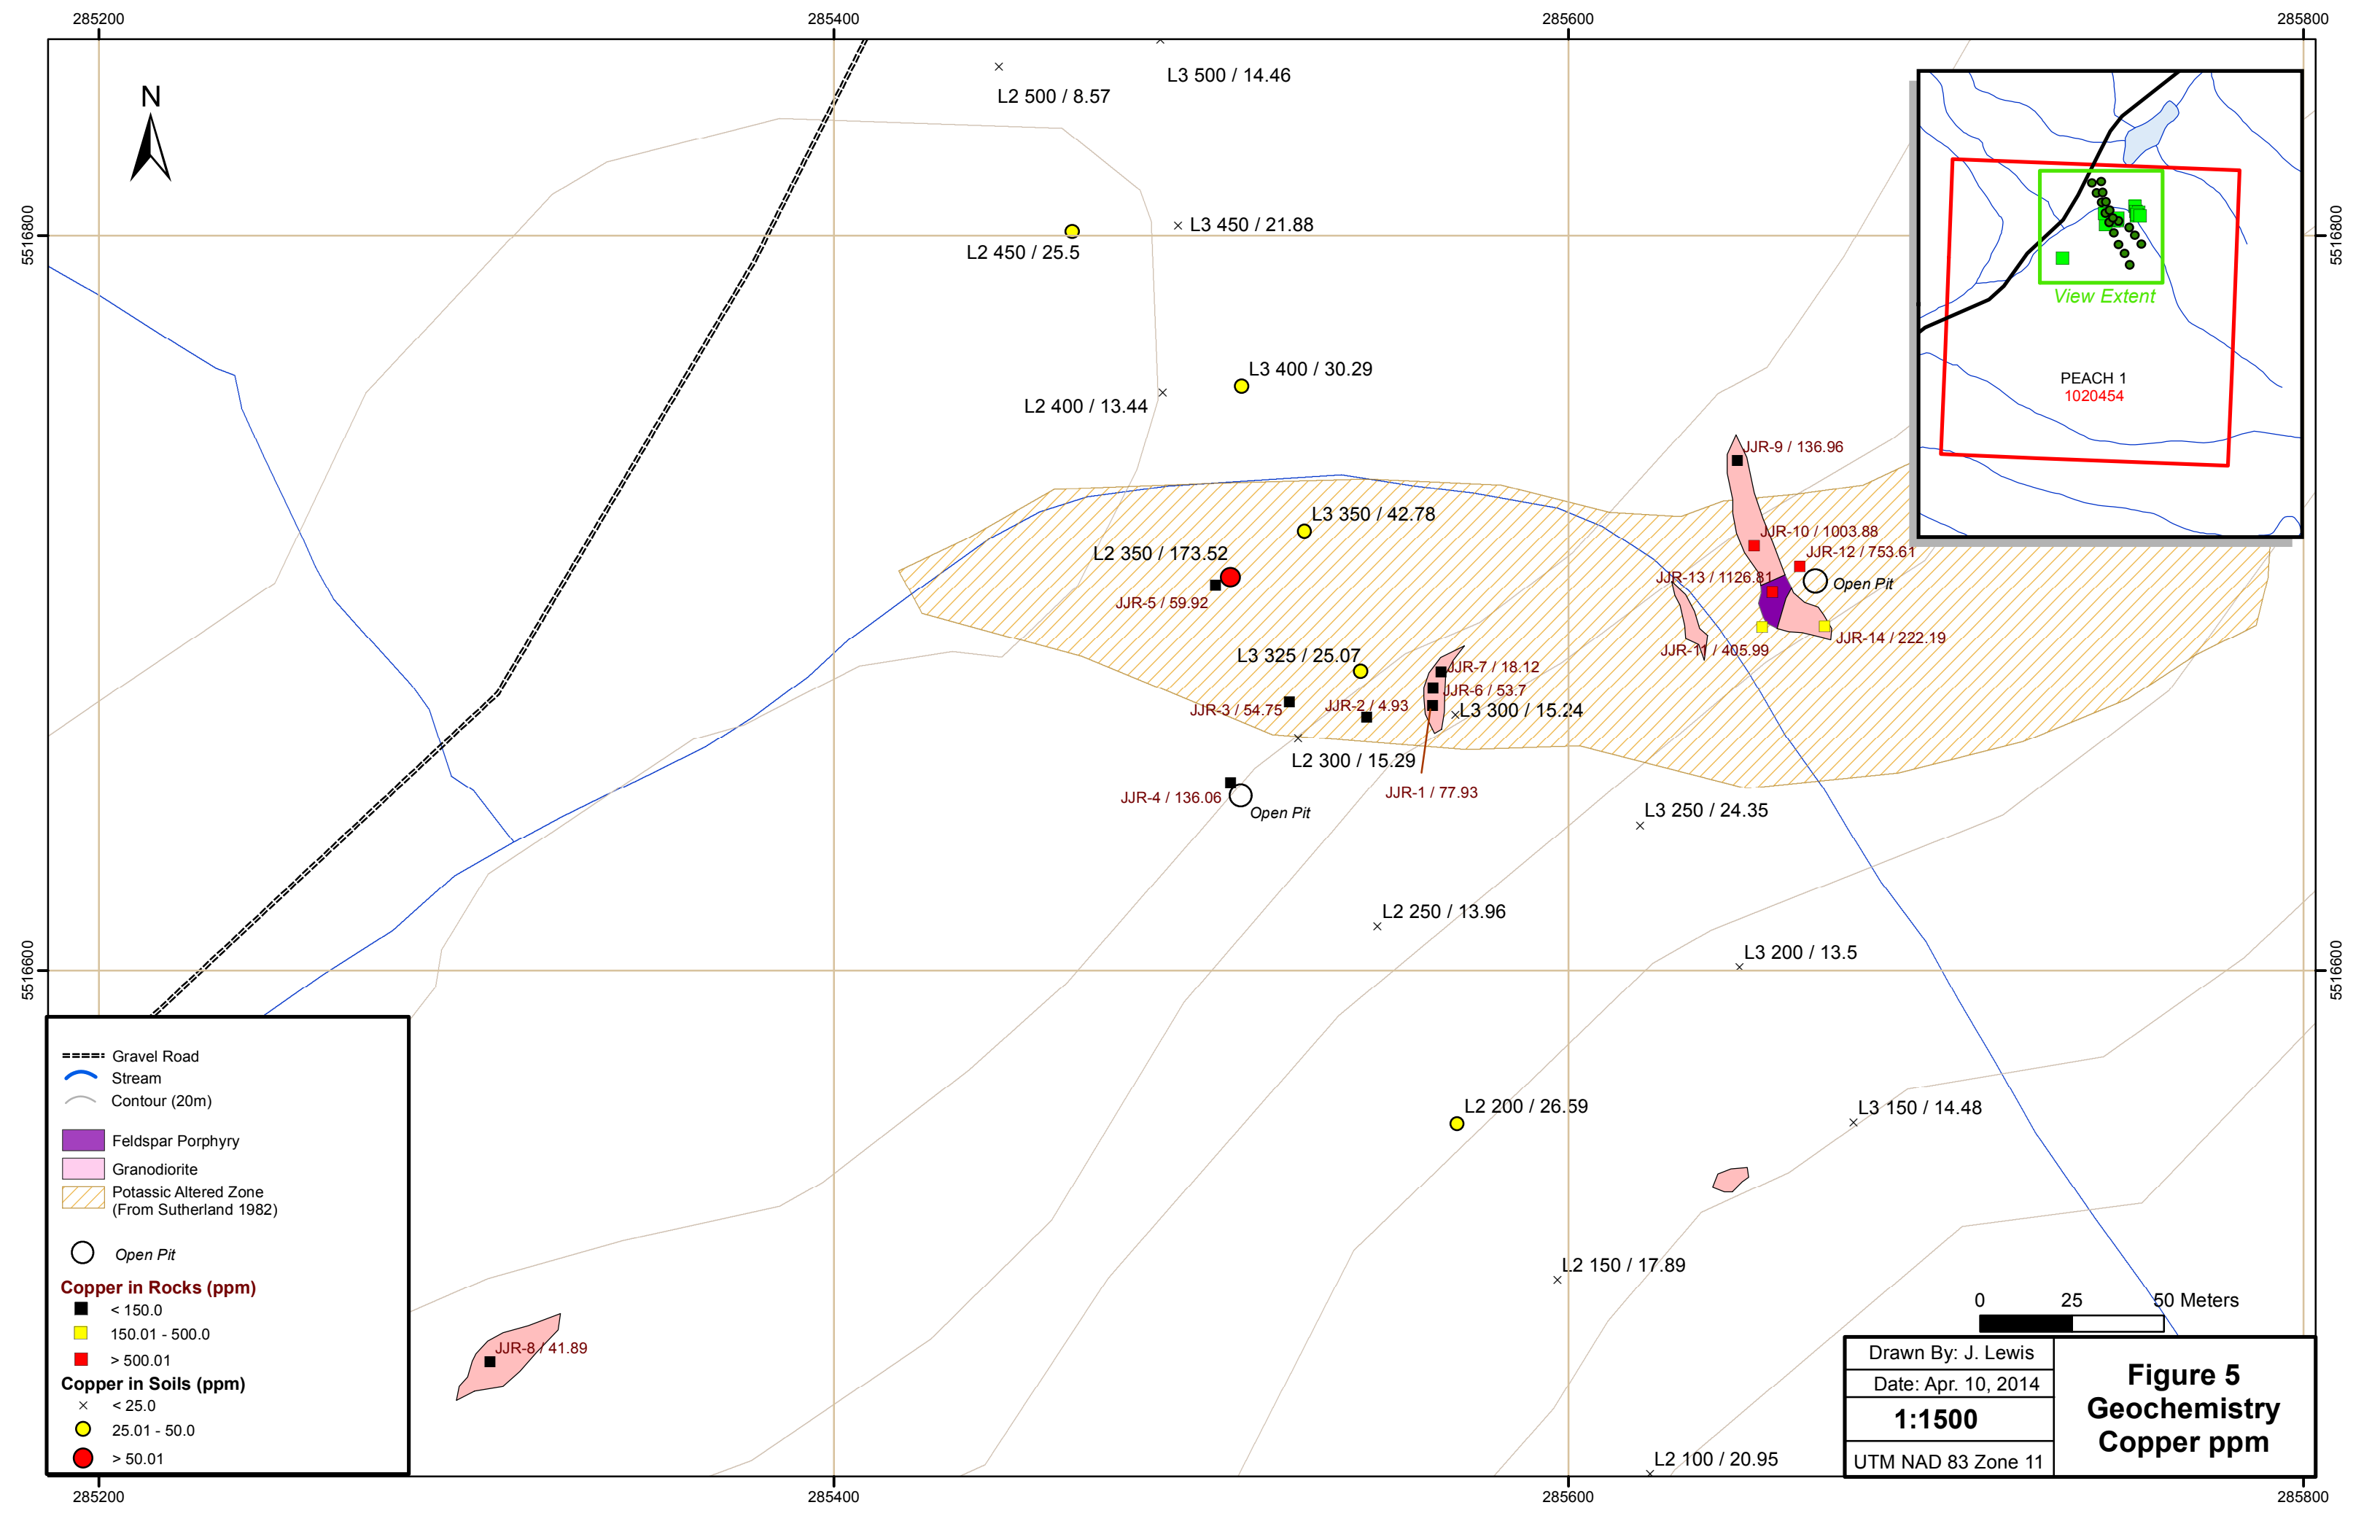 285200
285400
285600
285800
N
L3 500 / 14.46
L2 500 / 8.57
5516800
5516800
L3 450 / 21.88
L2 450 / 25.5
View Extent
PEACH 1
1020454
L3 400 / 30.29
L2 400 / 13.44
JJR-9 / 136.96
L3 350 / 42.78
JJR-10 / 1003.88
L2 350 / 173.52
JJR-12 / 753.61
JJR-13 / 1126.81
Open Pit
JJR-5 / 59.92
JJR-14 / 222.19
JJR-11 / 405.99
L3 325 / 25.07
JJR-7 / 18.12
JJR-6 / 53.7
JJR-3 / 54.75
JJR-2 / 4.93
L3 300 / 15.24
L2 300 / 15.29
JJR-4 / 136.06
JJR-1 / 77.93
Open Pit
L3 250 / 24.35
L2 250 / 13.96
L3 200 / 13.5
5516600
5516600
L2 200 / 26.59
L3 150 / 14.48
L2 150 / 17.89
JJR-8 / 41.89
L2 100 / 20.95
Gravel Road
Stream
Contour (20m)
Feldspar Porphyry
Granodiorite
Potassic Altered Zone
(From Sutherland 1982)
Open Pit
Copper in Rocks (ppm)
< 150.0
150.01 - 500.0
> 500.01
Copper in Soils (ppm)
< 25.0
25.01 - 50.0
> 50.01
0 25 50 Meters
Drawn By: J. Lewis
Date: Apr. 10, 2014
1:1500
UTM NAD 83 Zone 11
Figure 5
Geochemistry
Copper ppm
285200
285400
285600
285800